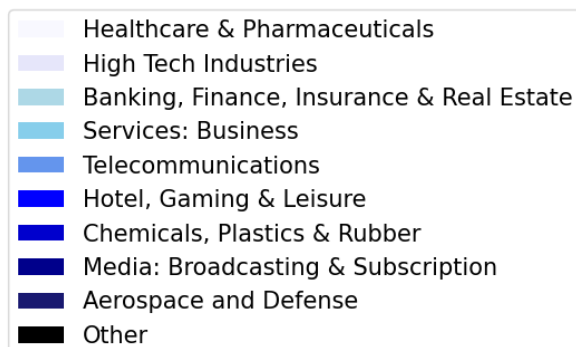 Healthcare & Pharmaceuticals
High Tech Industries
Banking, Finance, Insurance & Real Estate
Services: Business
Telecommunications
Hotel, Gaming & Leisure
Chemicals, Plastics & Rubber
Media: Broadcasting & Subscription
Aerospace and Defense
Other